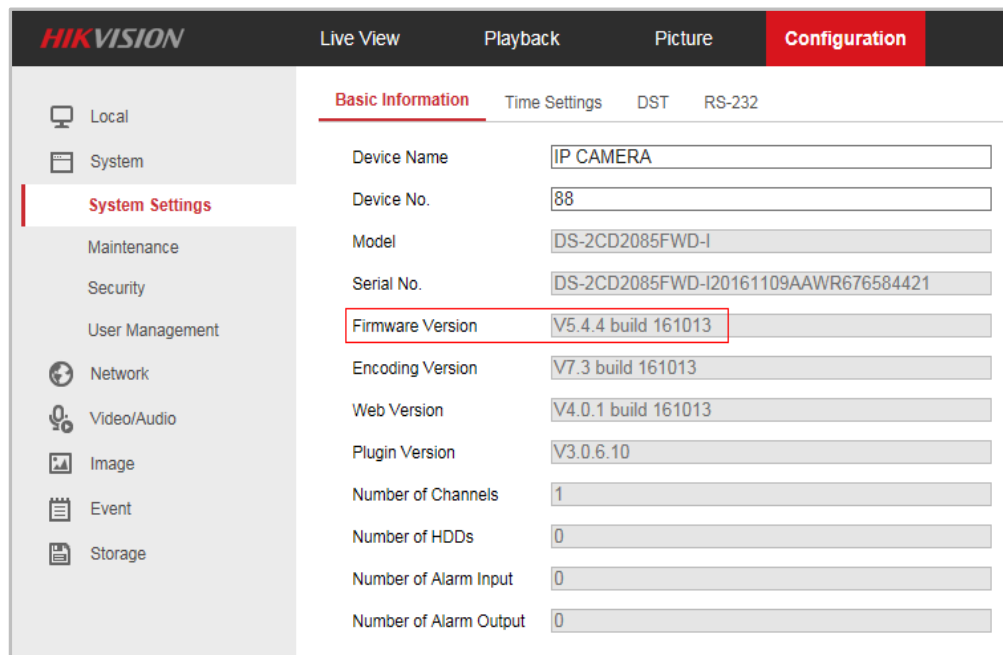 HIKVISION Live View Playback Picture Configuration
Local
System
System Settings
Maintenance
Security
User Management
Network
Video/Audio
Image
Event
Storage
Basic Information Time Settings DST RS-232
Device Name IP CAMERA
Device No. 88
Model DS-2CD2085FWD-I
Serial No. DS-2CD2085FWD-I20161109AAWR676584421
Firmware Version V5.4.4 build 161013
Encoding Version V7.3 build 161013
Web Version V4.0.1 build 161013
Plugin Version V3.0.6.10
Number of Channels 1
Number of HDDs 0
Number of Alarm Input 0
Number of Alarm Output 0